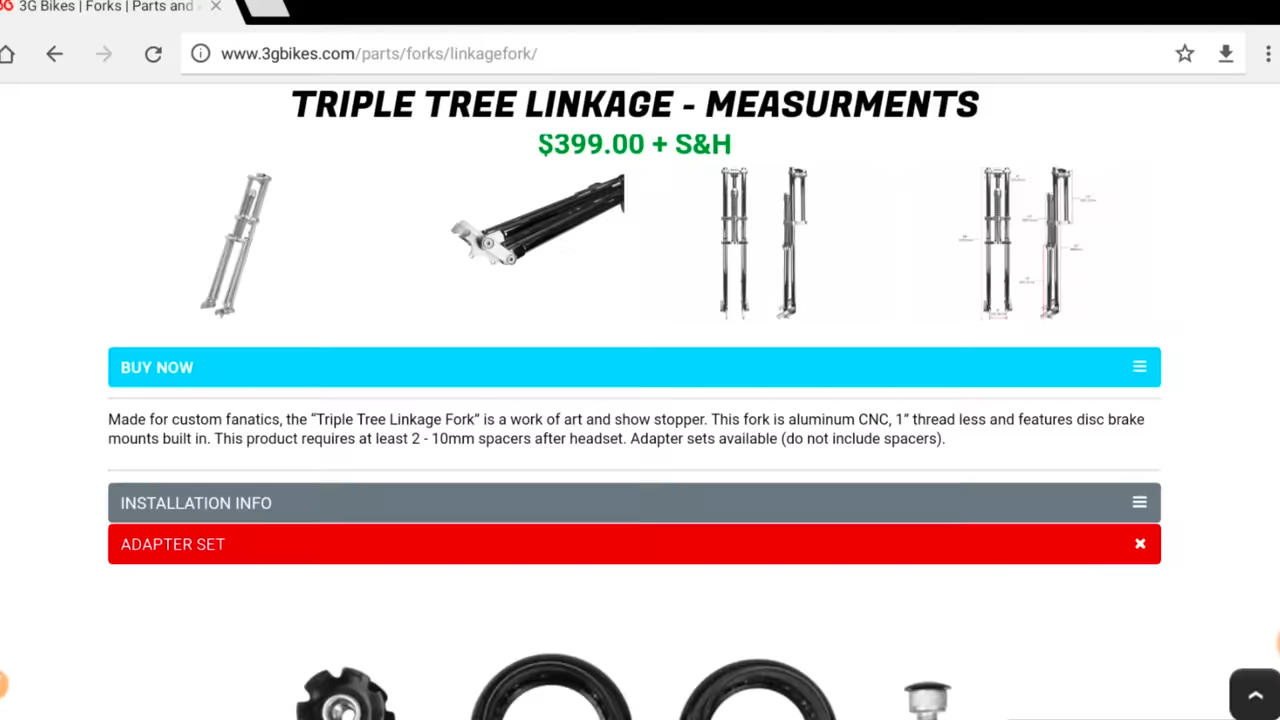 3G Bikes | Forks | Parts and
www.3gbikes.com/parts/forks/linkagefork/
TRIPLE TREE LINKAGE - MEASURMENTS
$399.00 + S&H
BUY NOW
Made for custom fanatics, the “Triple Tree Linkage Fork” is a work of art and show stopper. This fork is aluminum CNC, 1” thread less and features disc brake
mounts built in. This product requires at least 2 - 10mm spacers after headset. Adapter sets available (do not include spacers).
INSTALLATION INFO
ADAPTER SET